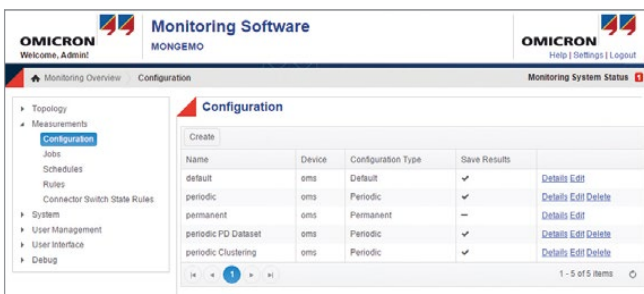 OMICRON
Welcome, Admin!
Monitoring Software
MONGEMO
OMICRON
Help | Settings | Logout
Monitoring Overview Configuration
Monitoring System Status 1
Topology
Measurements
Configuration
Jobs
Schedules
Rules
Connector Switch State Rules
System
User Management
User Interface
Debug
Configuration
Create
Name Device Configuration Type Save Results
default oms Default Details Edit
periodic oms Periodic Details Edit Delete
permanent oms Permanent Details Edit
periodic PD Dataset oms Periodic Details Edit Delete
periodic Clustering oms Periodic Details Edit Delete
1
1 - 5 of 5 items